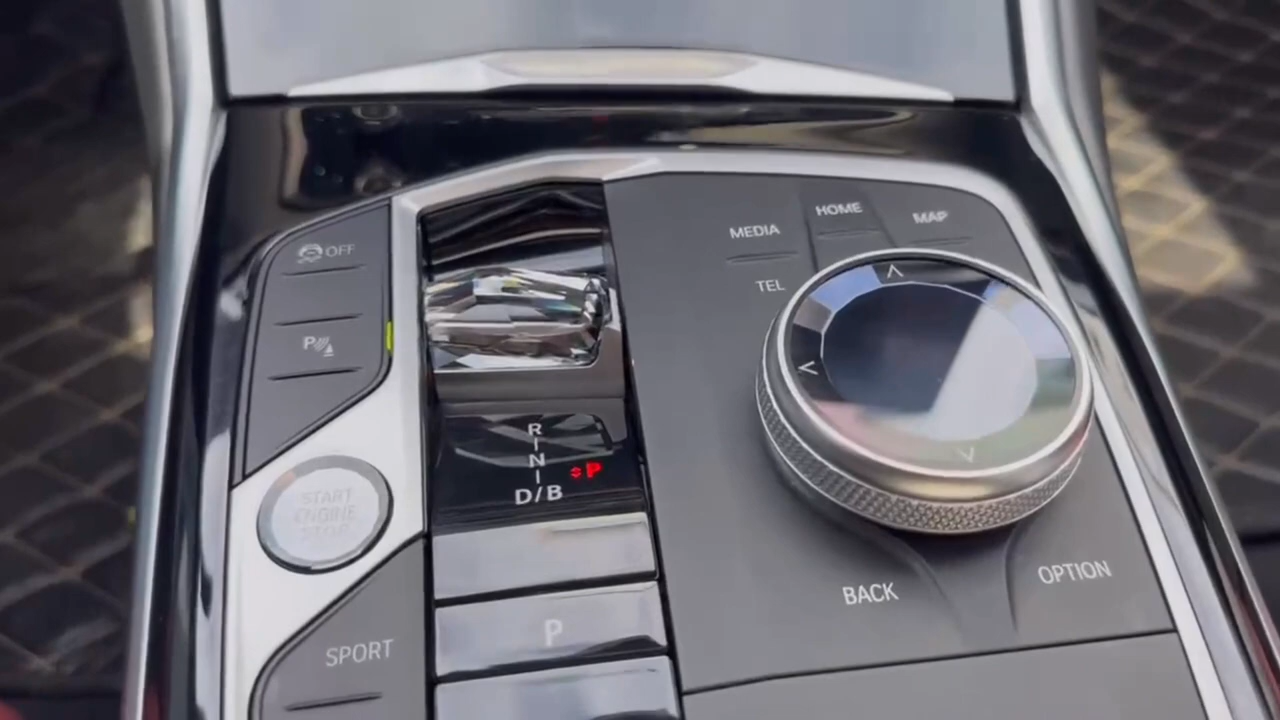 OFF
P
START
ENGINE
STOP
SPORT
R
N
D/B
P
P
MEDIA
HOME
MAP
TEL
BACK
OPTION